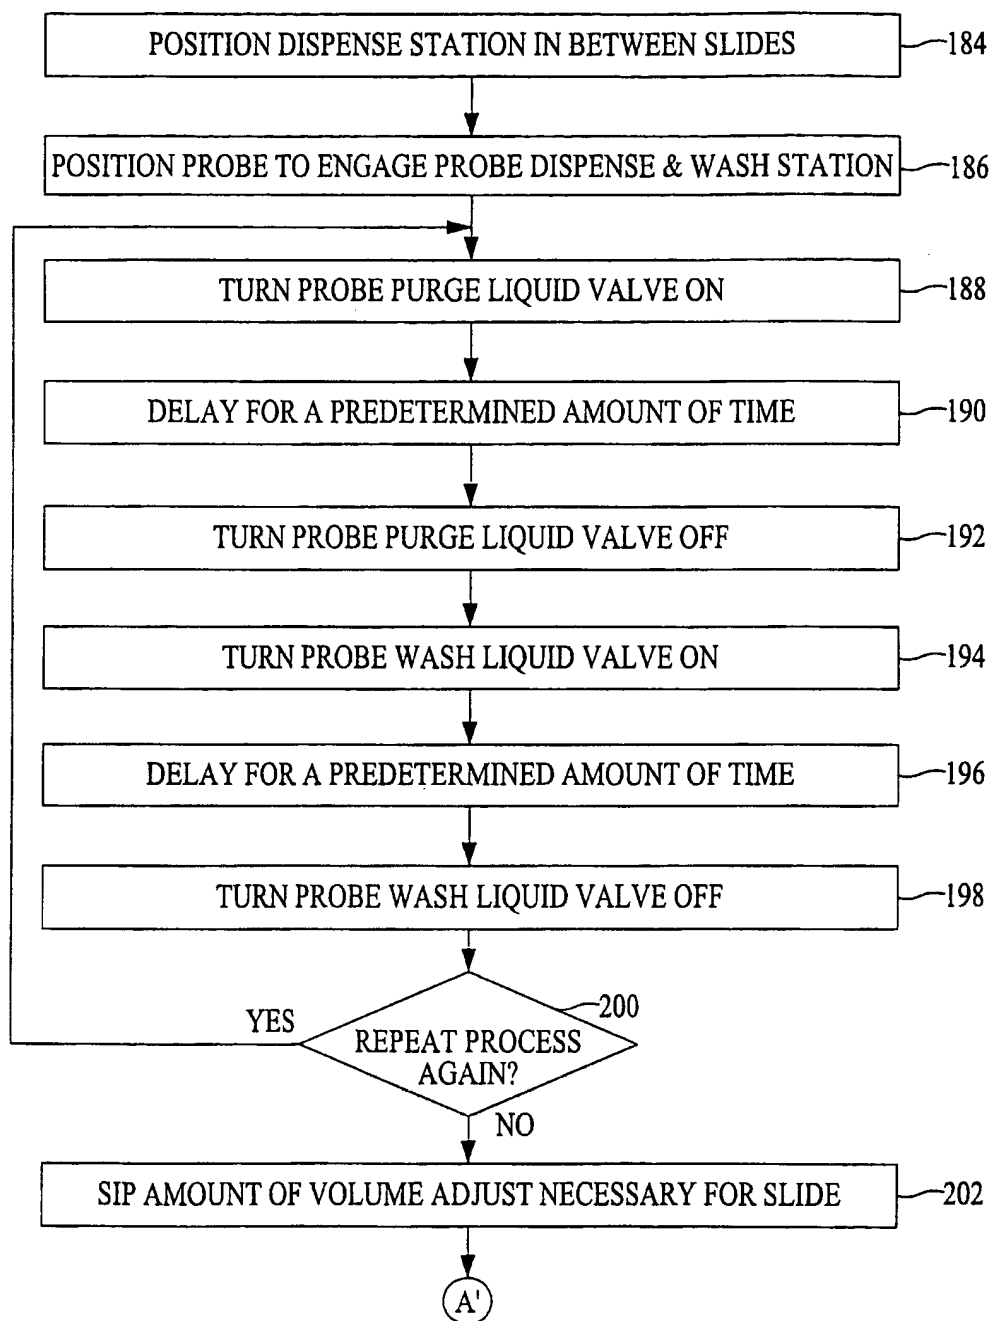 POSITION DISPENSE STATION IN BETWEEN SLIDES 184
POSITION PROBE TO ENGAGE PROBE DISPENSE & WASH STATION 186
TURN PROBE PURGE LIQUID VALVE ON 188
DELAY FOR A PREDETERMINED AMOUNT OF TIME 190
TURN PROBE PURGE LIQUID VALVE OFF 192
TURN PROBE WASH LIQUID VALVE ON 194
DELAY FOR A PREDETERMINED AMOUNT OF TIME 196
TURN PROBE WASH LIQUID VALVE OFF 198
200
YES
REPEAT PROCESS
AGAIN?
NO
SIP AMOUNT OF VOLUME ADJUST NECESSARY FOR SLIDE 202
A'